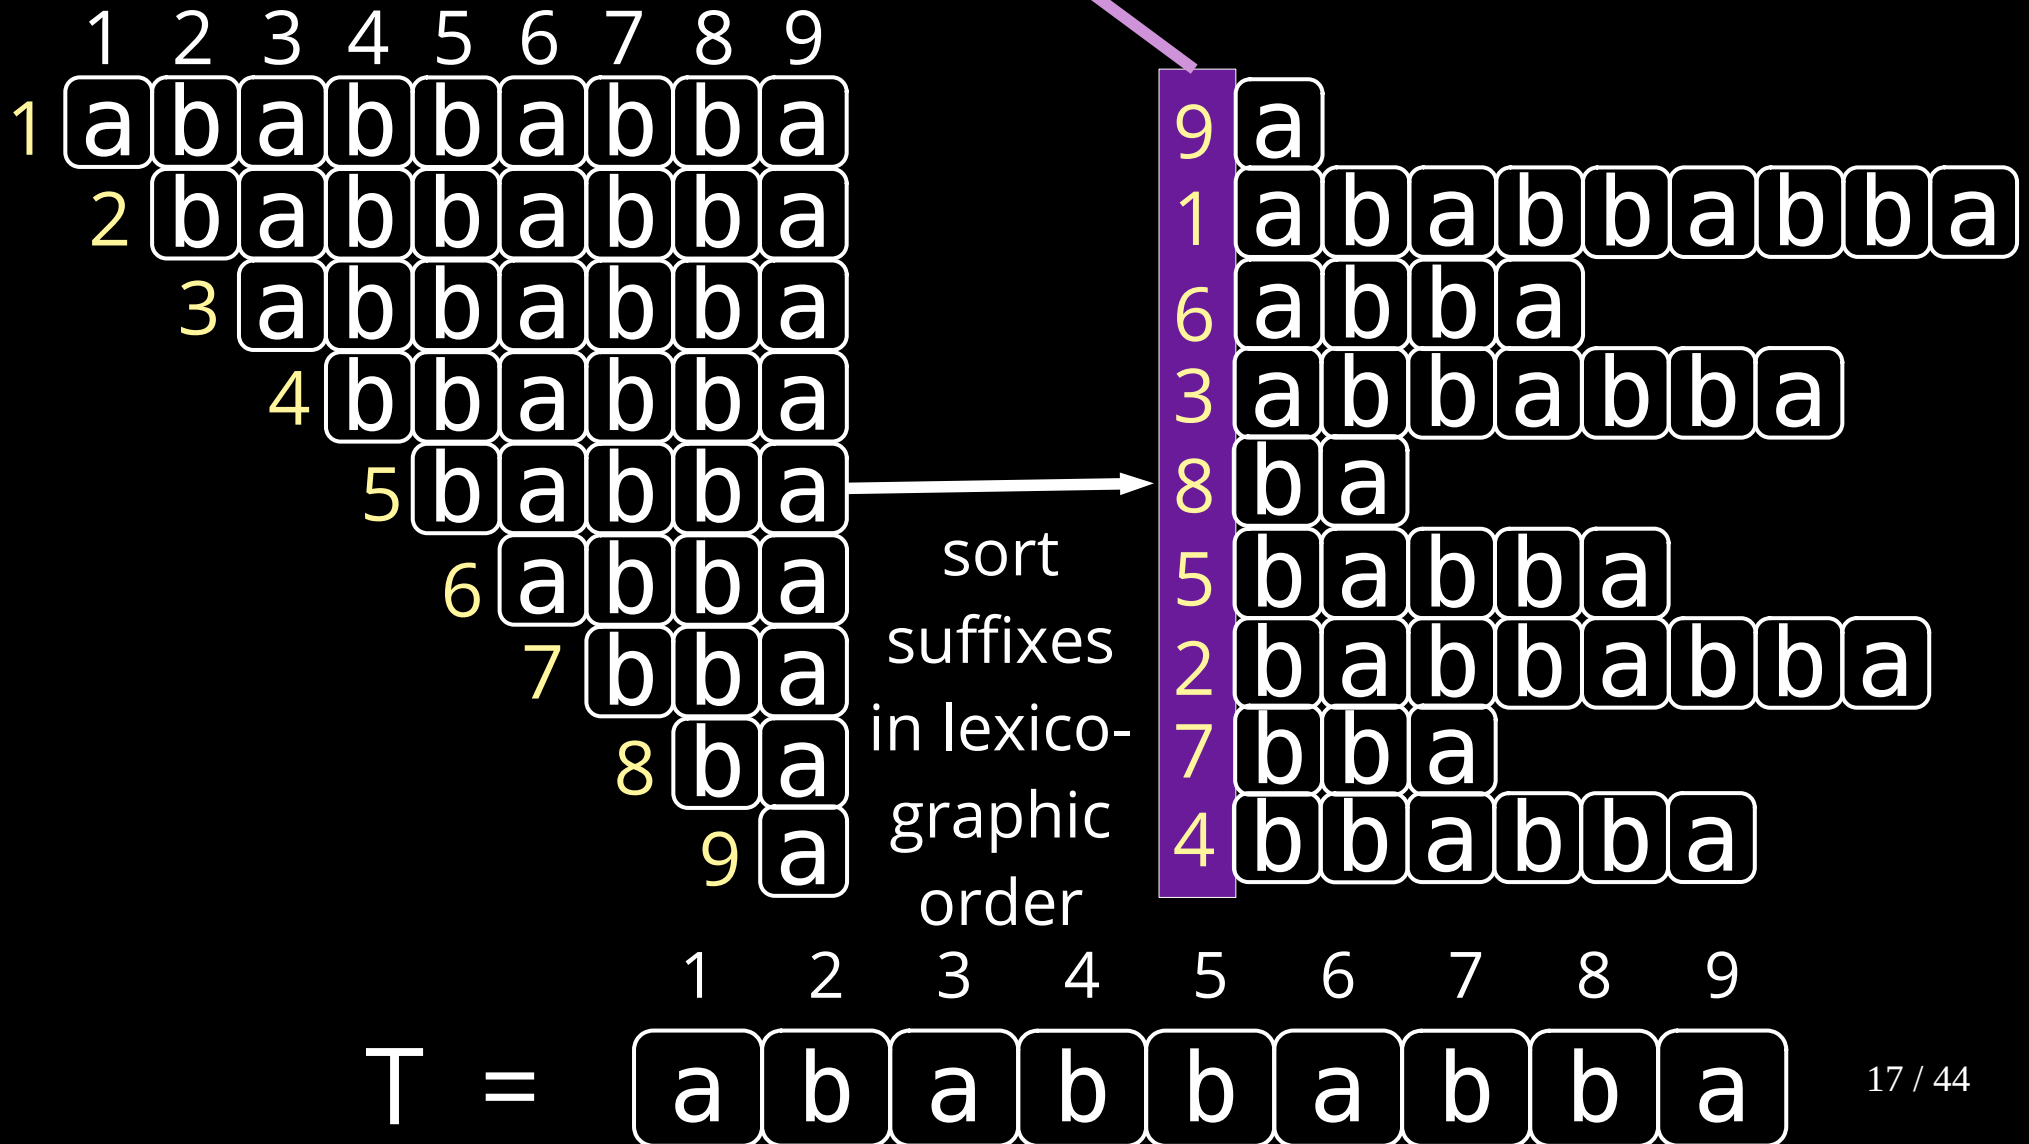 1 2 3 4 5 6 7 8 9
1 a b a b b a b b a
2 b a b b a b b a
3 a b b a b b a
4 b b a b b a
5 b a b b a
6 a b b a
7 b b a
8 b a
9 a
sort
suffixes
in lexico-
graphic
order
9 a
1 a b a b b a b b a
6 a b b a
3 a b b a b b a
8 b a
5 b a b b a
2 b a b b a b b a
7 b b a
4 b b a b b a
1 2 3 4 5 6 7 8 9
T = a b a b b a b b a
17 / 44